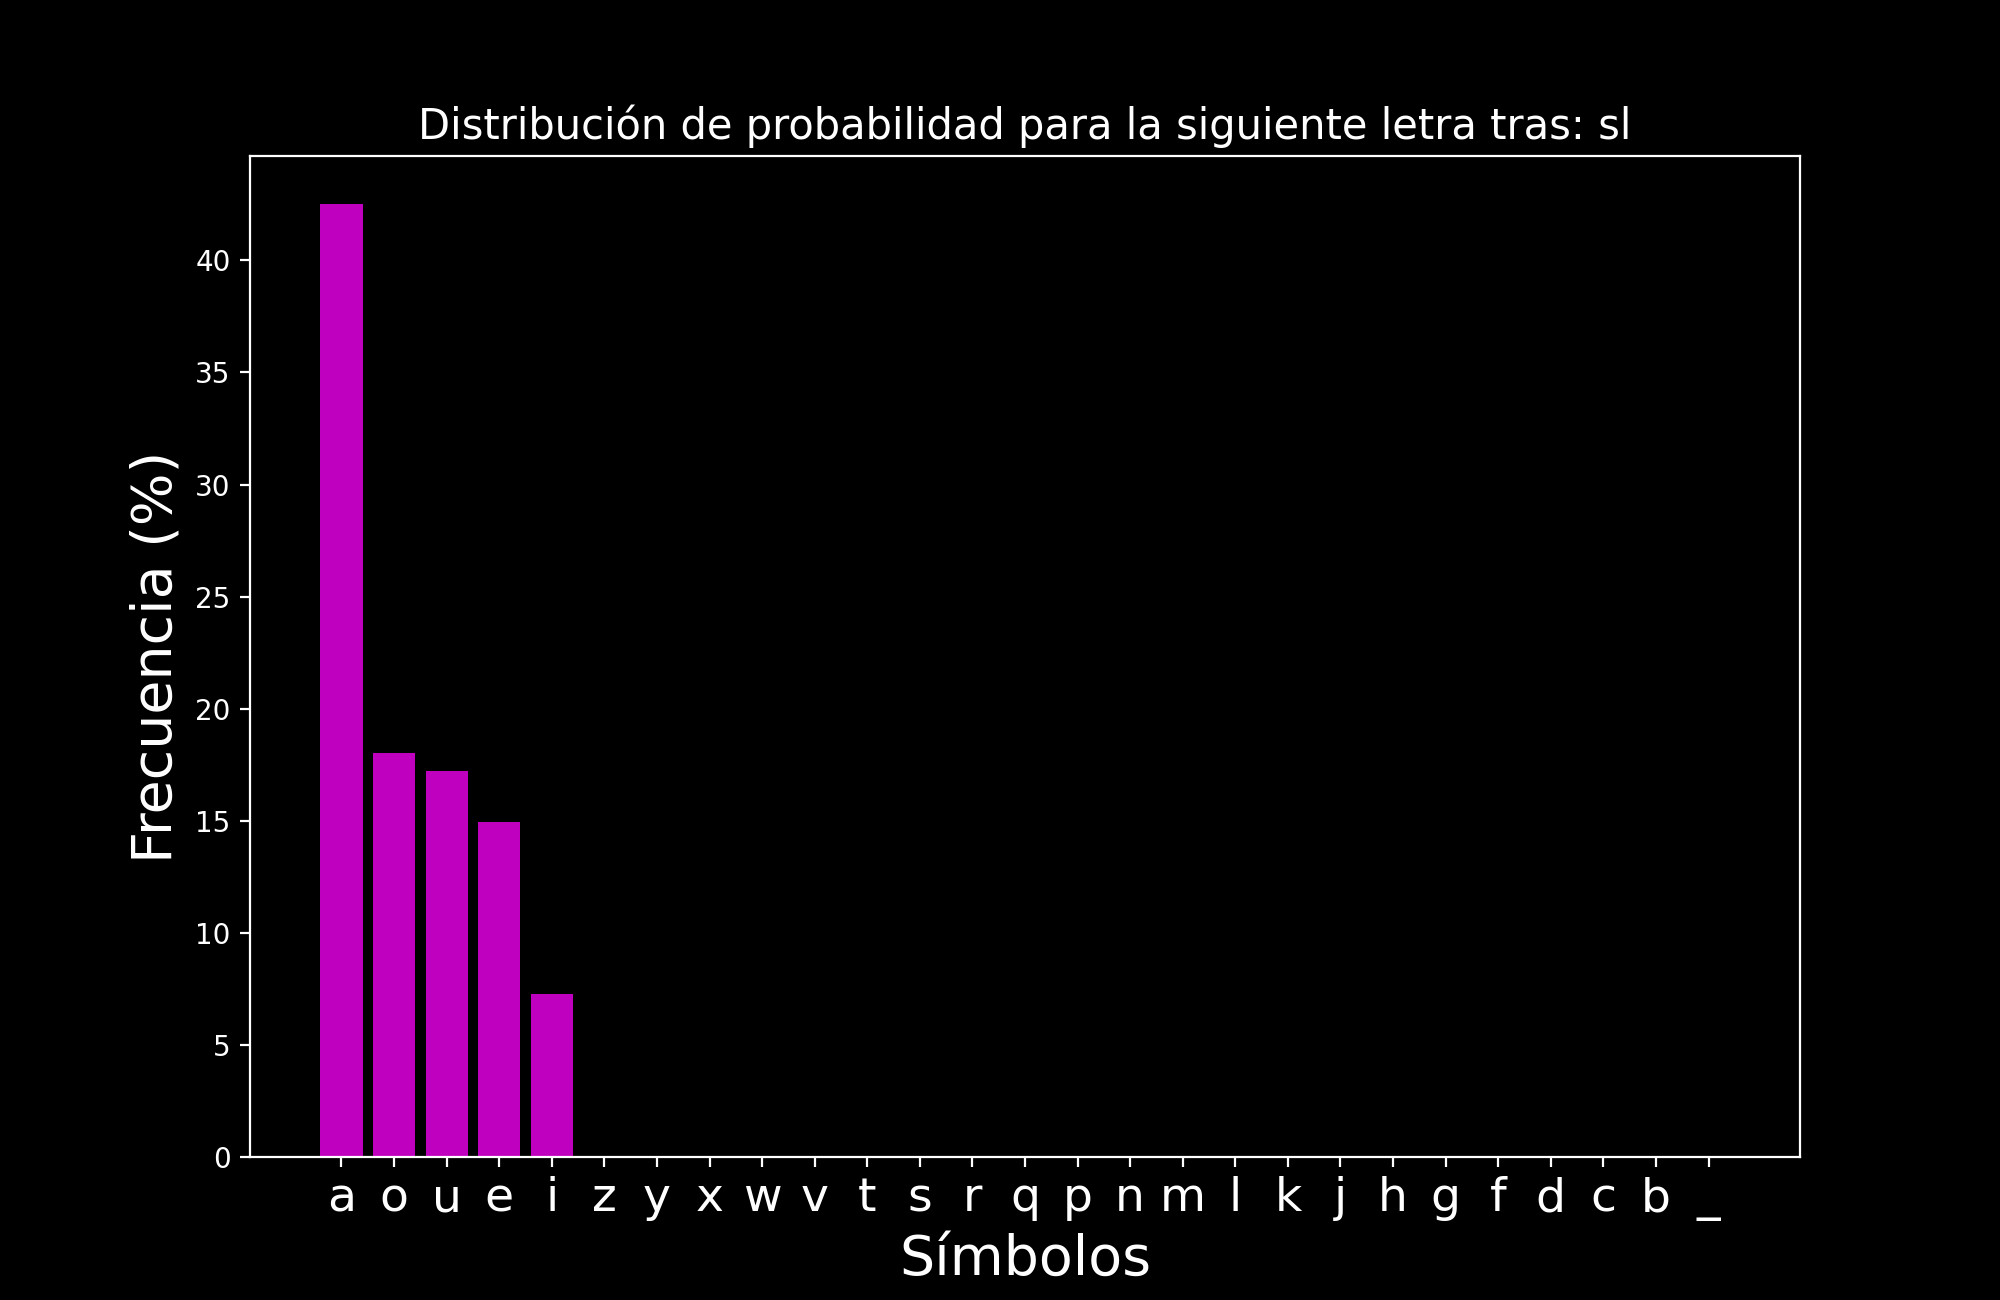 Distribución de probabilidad para la siguiente letra tras: sl
Frecuencia (%)
40
35
30
25
20
15
10
5
0
a o u e i z y x w v t s r q p n m l k j h g f d c b _
Símbolos